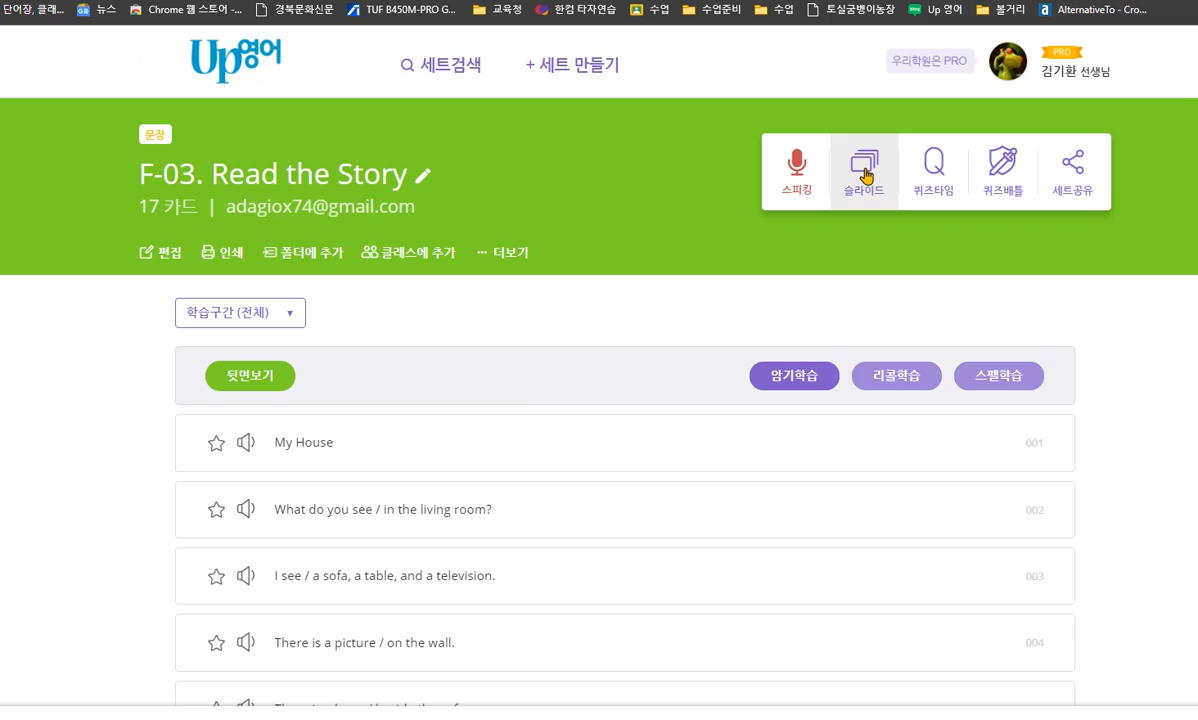 단어장, 클래... 뉴스 Chrome 웹 스토어 -... 경북문화신문 TUF B450M-PRO G... 교육청 한컴 타자연습 수업 수업준비 수업 토실굼벵이농장 Up 영어 볼거리 AlternativeTo - Cro...
Up영어
세트검색
+ 세트 만들기
우리학원은 PRO
PRO
김기환 선생님
문장
F-03. Read the Story
17 카드 | adagiox74@gmail.com
스피킹
슬라이드
퀴즈타임
퀴즈배틀
세트공유
편집 인쇄 폴더에 추가 클래스에 추가 ··· 더보기
학습구간 (전체) ▼
뒷면보기
암기학습
리콜학습
스펠학습
My House 001
What do you see / in the living room? 002
I see / a sofa, a table, and a television. 003
There is a picture / on the wall. 004